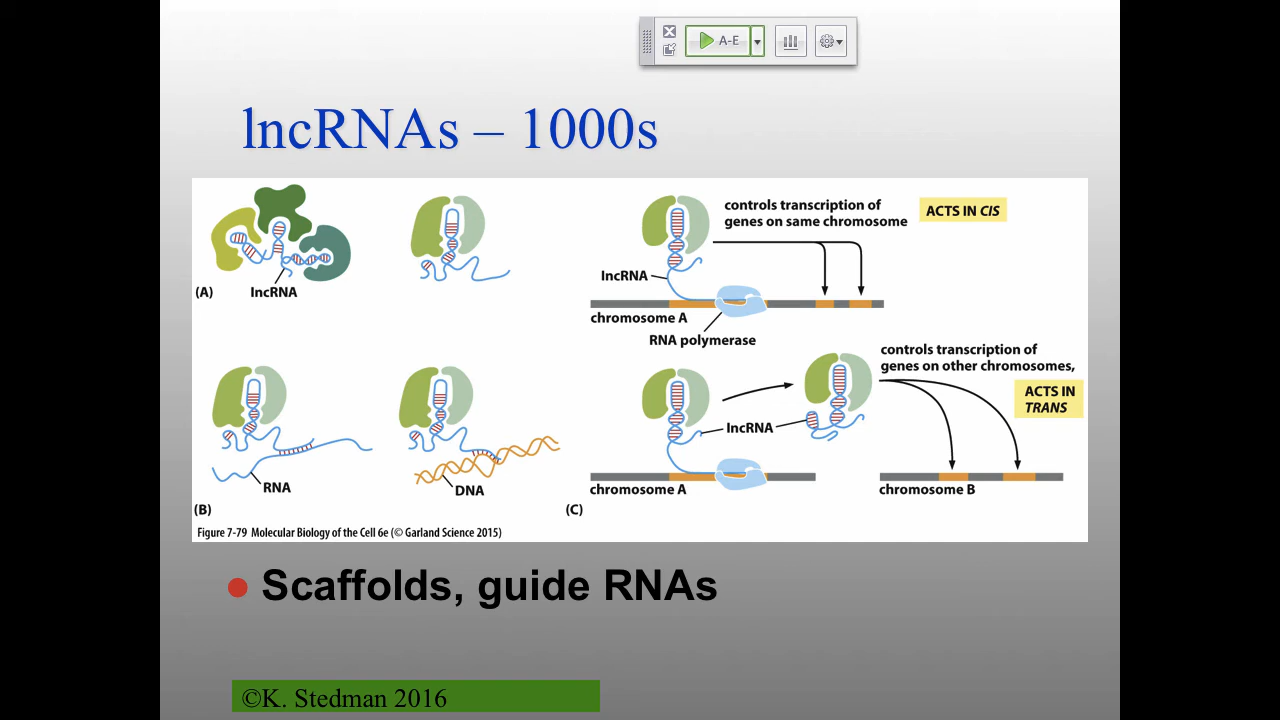 A-E
lncRNAs – 1000s
(A)
lncRNA
controls transcription of
genes on same chromosome
ACTS IN CIS
lncRNA
chromosome A
RNA polymerase
controls transcription of
genes on other chromosomes,
ACTS IN
TRANS
lncRNA
RNA
DNA
chromosome A
chromosome B
(B)
(C)
Figure 7-79 Molecular Biology of the Cell 6e (© Garland Science 2015)
Scaffolds, guide RNAs
©K. Stedman 2016